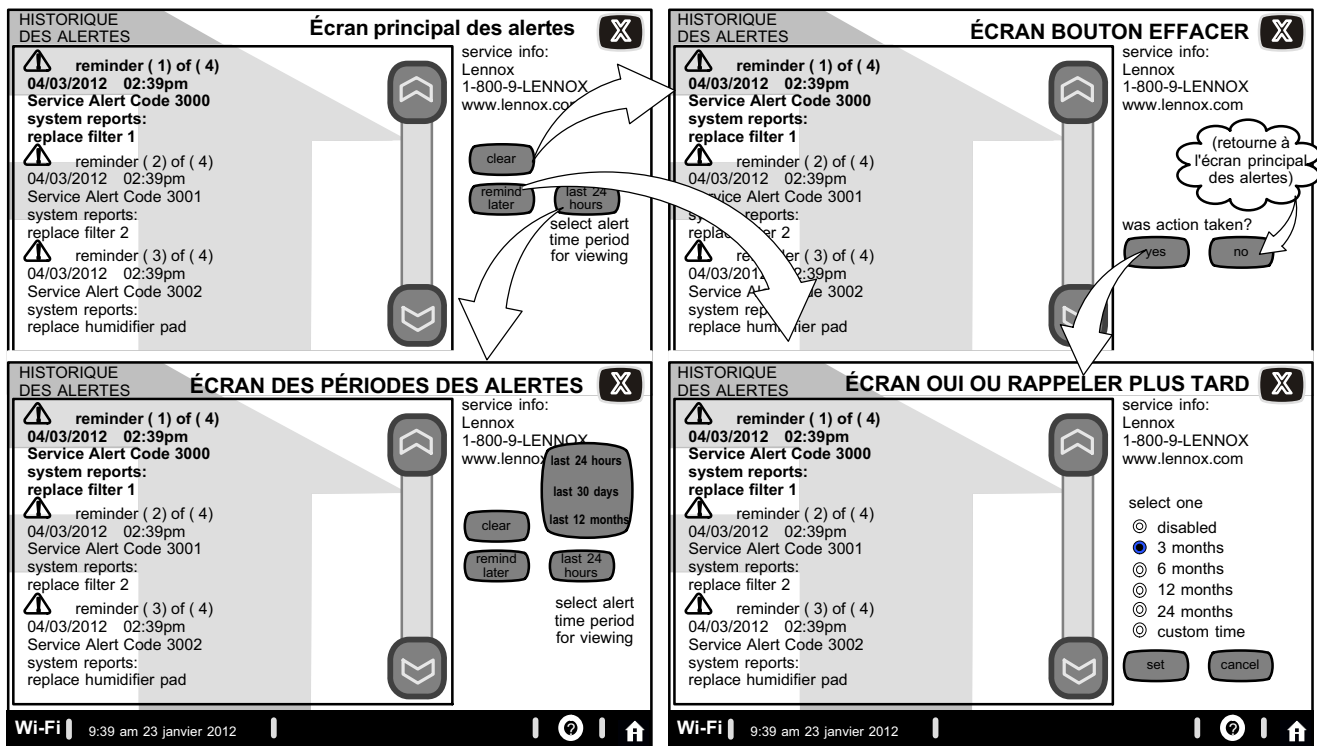 HISTORIQUE
DES ALERTES
Écran principal des alertes
X
reminder ( 1) of ( 4)
04/03/2012 02:39pm
Service Alert Code 3000
system reports:
replace filter 1
reminder ( 2) of ( 4)
04/03/2012 02:39pm
Service Alert Code 3001
system reports:
replace filter 2
reminder ( 3) of ( 4)
04/03/2012 02:39pm
Service Alert Code 3002
system reports:
replace humidifier pad
service info:
Lennox
1-800-9-LENNOX
www.lennox.com
clear
remind
later
last 24
hours
select alert
time period
for viewing
HISTORIQUE
DES ALERTES
ÉCRAN BOUTON EFFACER
X
reminder ( 1) of ( 4)
04/03/2012 02:39pm
Service Alert Code 3000
system reports:
replace filter 1
reminder ( 2) of ( 4)
04/03/2012 02:39pm
Service Alert Code 3001
system reports:
replace filter 2
reminder ( 3) of ( 4)
04/03/2012 02:39pm
Service Alert Code 3002
system reports:
replace humidifier pad
service info:
Lennox
1-800-9-LENNOX
www.lennox.com
(retourne à
l'écran principal
des alertes)
was action taken?
yes
no
HISTORIQUE
DES ALERTES
ÉCRAN DES PÉRIODES DES ALERTES
X
reminder ( 1) of ( 4)
04/03/2012 02:39pm
Service Alert Code 3000
system reports:
replace filter 1
reminder ( 2) of ( 4)
04/03/2012 02:39pm
Service Alert Code 3001
system reports:
replace filter 2
reminder ( 3) of ( 4)
04/03/2012 02:39pm
Service Alert Code 3002
system reports:
replace humidifier pad
service info:
Lennox
1-800-9-LENNOX
www.lennox
last 24 hours
last 30 days
last 12 months
clear
remind
later
last 24
hours
select alert
time period
for viewing
Wi-Fi
9:39 am 23 janvier 2012
?
HISTORIQUE
DES ALERTES
ÉCRAN OUI OU RAPPELER PLUS TARD
X
reminder ( 1) of ( 4)
04/03/2012 02:39pm
Service Alert Code 3000
system reports:
replace filter 1
reminder ( 2) of ( 4)
04/03/2012 02:39pm
Service Alert Code 3001
system reports:
replace filter 2
reminder ( 3) of ( 4)
04/03/2012 02:39pm
Service Alert Code 3002
system reports:
replace humidifier pad
service info:
Lennox
1-800-9-LENNOX
www.lennox.com
select one
disabled
3 months
6 months
12 months
24 months
custom time
set
cancel
Wi-Fi
9:39 am 23 janvier 2012
?